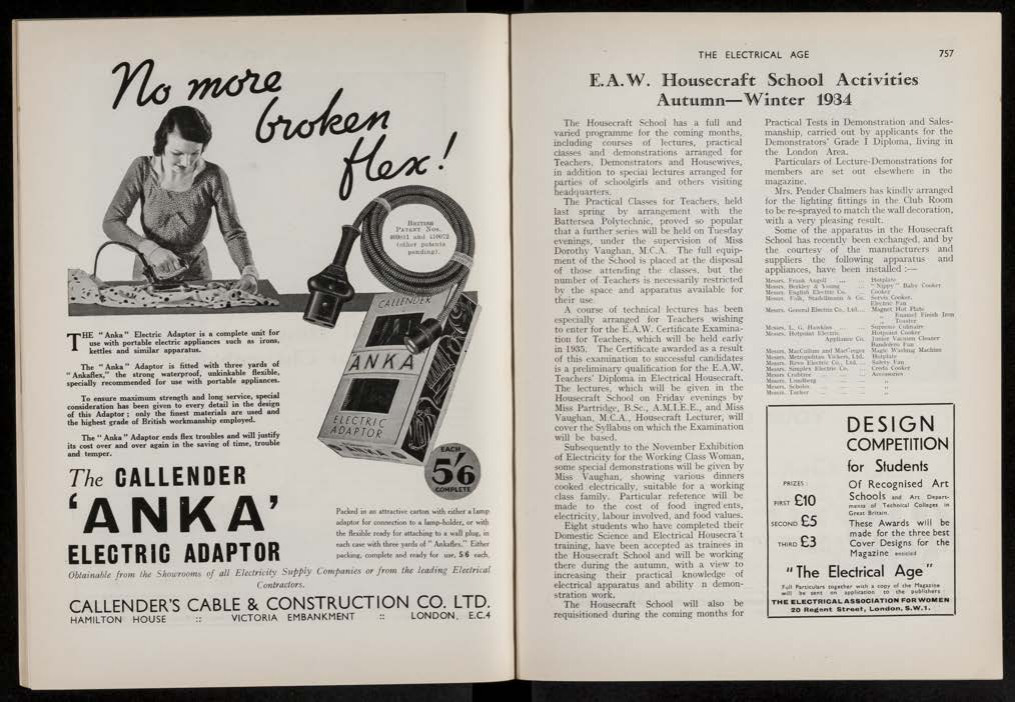 No more
broken
flex!
BRITISH
PATENT NOS.
(other patents
pending).
CALLENDER
ANKA
ELECTRIC
ADAPTOR
ANKA
EACH
5/6
COMPLETE
THE "Anka" Electric Adaptor is a complete unit for
use with portable electric appliances such as irons,
kettles and similar apparatus.
The "Anka" Adaptor is fitted with three yards of
"Ankaflex," the strong waterproof, unkinkable flexible,
specially recommended for use with portable appliances.
To ensure maximum strength and long service, special
consideration has been given to every detail in the design
of this Adaptor; only the finest materials are used and
the highest grade of British workmanship employed.
The "Anka" Adaptor ends flex troubles and will justify
its cost over and over again in the saving of time, trouble
and temper.
The CALLENDER
'ANKA'
ELECTRIC ADAPTOR
Packed in an attractive carton with either a lamp
adaptor for connection to a lamp-holder, or with
the flexible ready for attaching to a wall plug, in
each case with three yards of "Ankaflex." Either
packing, complete and ready for use, 5/6 each.
Obtainable from the Showrooms of all Electricity Supply Companies or from the leading Electrical
Contractors.
CALLENDER'S CABLE & CONSTRUCTION CO. LTD.
HAMILTON HOUSE :: VICTORIA EMBANKMENT :: LONDON, E.C.4
THE ELECTRICAL AGE 757
E.A.W. Housecraft School Activities
Autumn—Winter 1934
The Housecraft School has a full and
varied programme for the coming months,
including courses of lectures, practical
classes and demonstrations arranged for
Teachers, Demonstrators and Housewives,
in addition to special lectures arranged for
parties of schoolgirls and others visiting
headquarters.
The Practical Classes for Teachers, held
last spring by arrangement with the
Battersea Polytechnic, proved so popular
that a further series will be held on Tuesday
evenings, under the supervision of Miss
Dorothy Vaughan, M.C.A. The full equip-
ment of the School is placed at the disposal
of those attending the classes, but the
number of Teachers is necessarily restricted
by the space and apparatus available for
their use.
A course of technical lectures has been
especially arranged for Teachers wishing
to enter for the E.A.W. Certificate Examina-
tion for Teachers, which will be held early
in 1935. The Certificate awarded as a result
of this examination to successful candidates
is a preliminary qualification for the E.A.W.
Teachers' Diploma in Electrical Housecraft.
The lectures, which will be given in the
Housecraft School on Friday evenings by
Miss Partridge, B.Sc., A.M.I.E.E., and Miss
Vaughan, M.C.A., Housecraft Lecturer, will
cover the Syllabus on which the Examination
will be based.
Subsequently to the November Exhibition
of Electricity for the Working Class Woman,
some special demonstrations will be given by
Miss Vaughan, showing various dinners
cooked electrically, suitable for a working
class family. Particular reference will be
made to the cost of food ingredients,
electricity, labour involved, and food values.
Eight students who have completed their
Domestic Science and Electrical Housecraft
training, have been accepted as trainees in
the Housecraft School and will be working
there during the autumn, with a view to
increasing their practical knowledge of
electrical apparatus and ability in demon-
stration work.
The Housecraft School will also be
requisitioned during the coming months for
Practical Tests in Demonstration and Sales-
manship, carried out by applicants for the
Demonstrators' Grade I Diploma, living in
the London Area.
Particulars of Lecture-Demonstrations for
members are set out elsewhere in the
magazine.
Mrs. Pender Chalmers has kindly arranged
for the lighting fittings in the Club Room
to be re-sprayed to match the wall decoration,
with a very pleasing result.
Some of the apparatus in the Housecraft
School has recently been exchanged, and by
the courtesy of the manufacturers and
suppliers the following apparatus and
appliances, have been installed :—
Messrs. Frank Angell ... ... Hotplate
Messrs. Berkley & Young ... "Nippy" Baby Cooker
Messrs. English Electric Co. ... Cooker
Messrs. Falk, Stadelmann & Co. Servis Cooker,
Electric Fan
Messrs. General Electric Co., Ltd.... Magnet Hot Plate
" Enamel Finish Iron
" Toaster
Messrs. L. G. Hawkins ... ... Supreme Culinaire
Messrs. Hotpoint Electric Hotpoint Cooker
Appliance Co. Junior Vacuum Cleaner
Bandolero Fan
Messrs. MacCallum and MacGregor Magic Washing Machine
Messrs. Metropolitan Vickers, Ltd. Hotplate
Messrs. Revo Electric Co., Ltd... Safety Fan
Messrs. Simplex Electric Co. ... Creda Cooker
Messrs. Crabtree ... ... ... Accessories
Messrs. Lundberg ... ... ... "
Messrs. Scholes ... ... ... "
Messrs. Tucker ... ... ... "
DESIGN
COMPETITION
for Students
PRIZES:
FIRST £10
SECOND £5
THIRD £3
Of Recognised Art
Schools and Art Depart-
ments of Technical Colleges in
Great Britain.
These Awards will be
made for the three best
Cover Designs for the
Magazine entitled
"The Electrical Age"
Full Particulars together with a copy of the Magazine
will be sent on application to the publishers
THE ELECTRICAL ASSOCIATION FOR WOMEN
20 Regent Street, London, S.W.1.